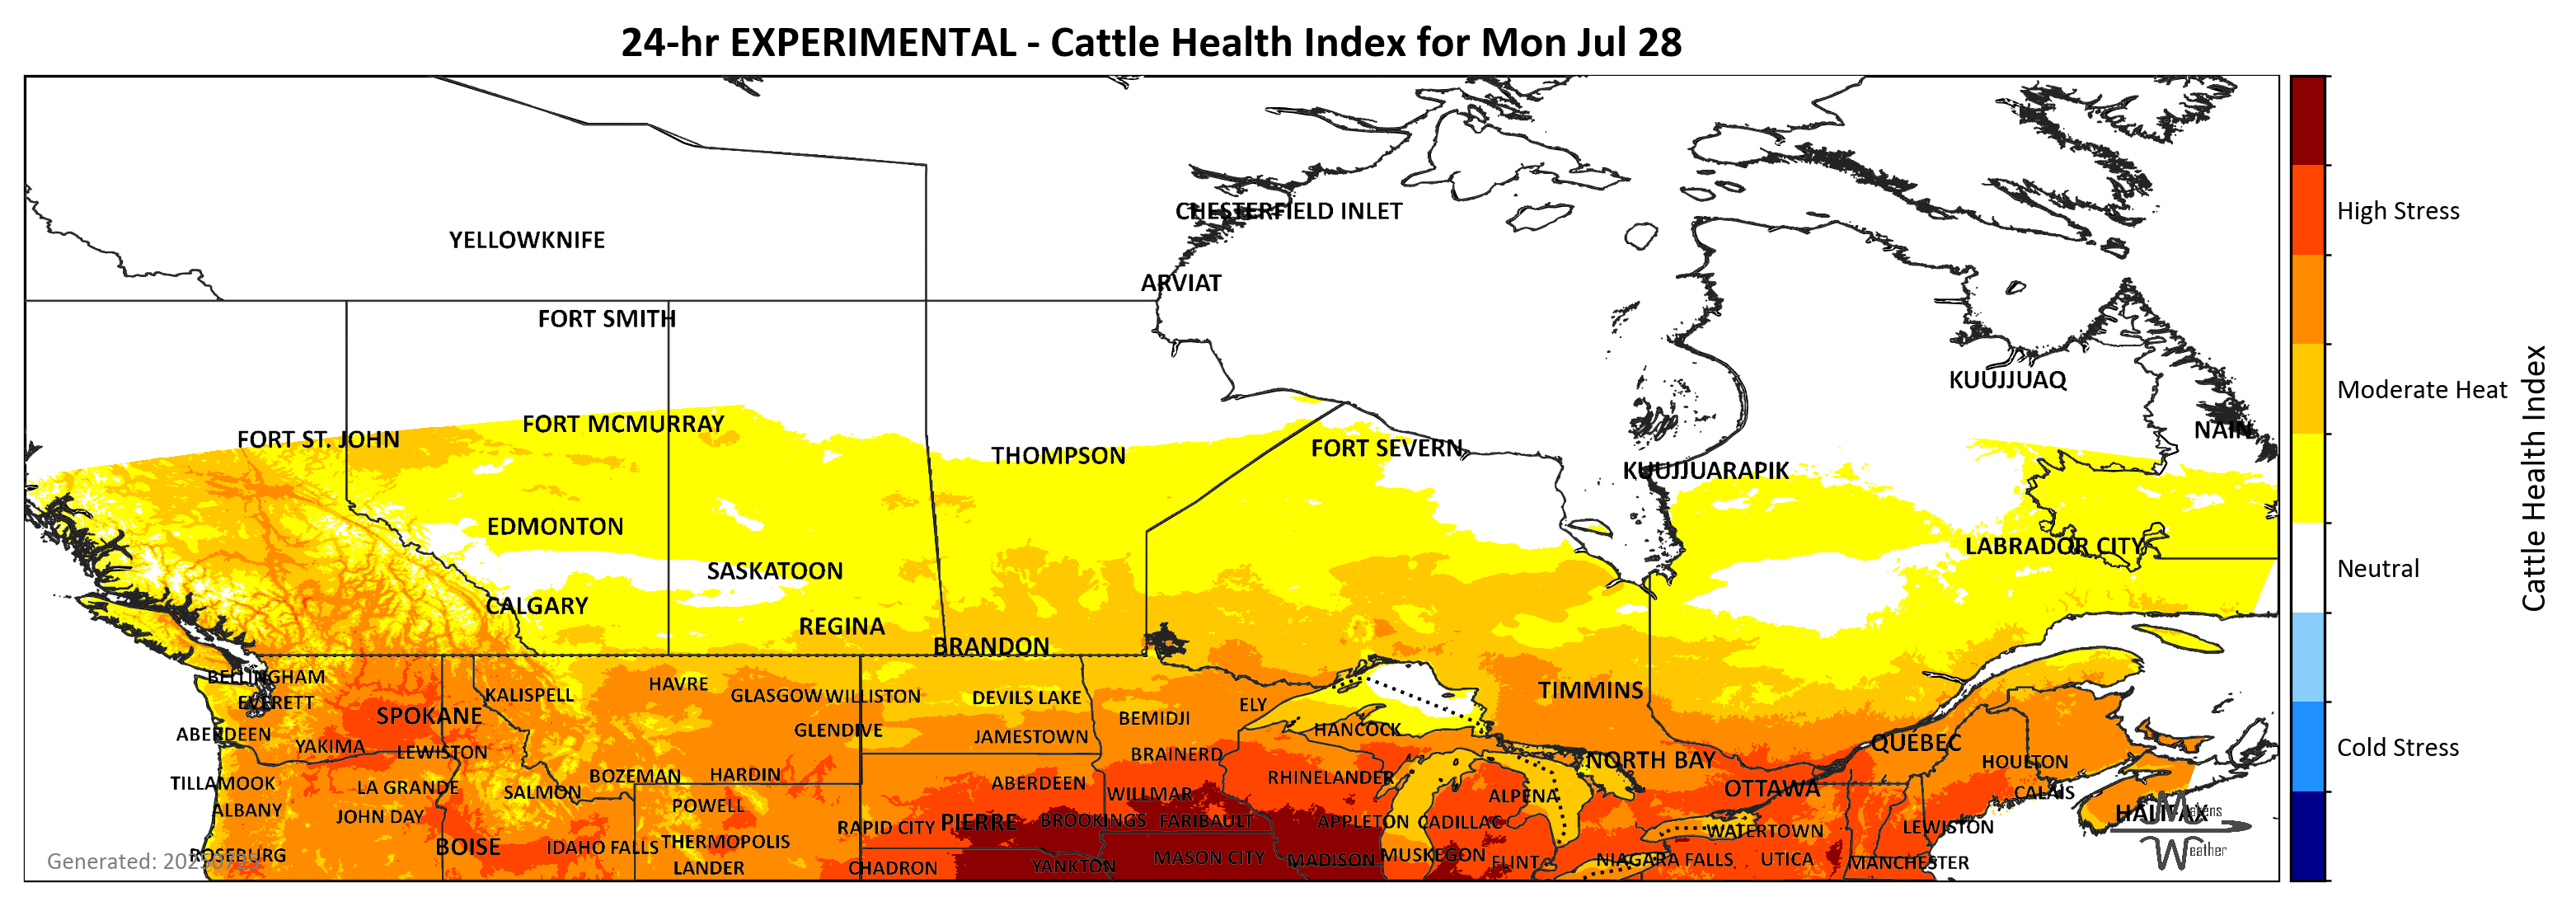 24-hr EXPERIMENTAL - Cattle Health Index for Mon Jul 28
CHESTERFIELD INLET
YELLOWKNIFE
High Stress
ARVIAT
FORT SMITH
KUUJJUAQ
Moderate Heat
FORT MCMURRAY
NAIN
FORT ST. JOHN
FORT SEVERN
THOMPSON
KUUJJUARAPIK
EDMONTON
LABRADOR CITY
SASKATOON
Neutral
CALGARY
REGINA
BRANDON
BELLINGHAM
HAVRE
KALISPELL
GLASGOW
WILLISTON
DEVILS LAKE
TIMMINS
EVERETT
ELY
SPOKANE
BEMIDJI
GLENDIVE
HANCOCK
ABERDEEN
JAMESTOWN
QUEBEC
YAKIMA
LEWISTON
BRAINERD
Cold Stress
NORTH BAY
HOULTON
BOZEMAN
HARDIN
RHINELANDER
TILLAMOOK
LA GRANDE
SALMON
ABERDEEN
WILLMAR
ALPENA
OTTAWA
CALAIS
ALBANY
JOHN DAY
POWELL
HALIFAX
RAPID CITY
PIERRE
BROOKINGS
FARIBAULT
APPLETON
CADILLAC
WATERTOWN
LEWISTON
BOISE
IDAHO FALLS
THERMOPOLIS
ROSEBURG
MASON CITY
MADISON
MUSKEGON
FLINT
NIAGARA FALLS
UTICA
MANCHESTER
LANDER
CHADRON
YANKTON
Generated:
Makens
Weather
Cattle Health Index